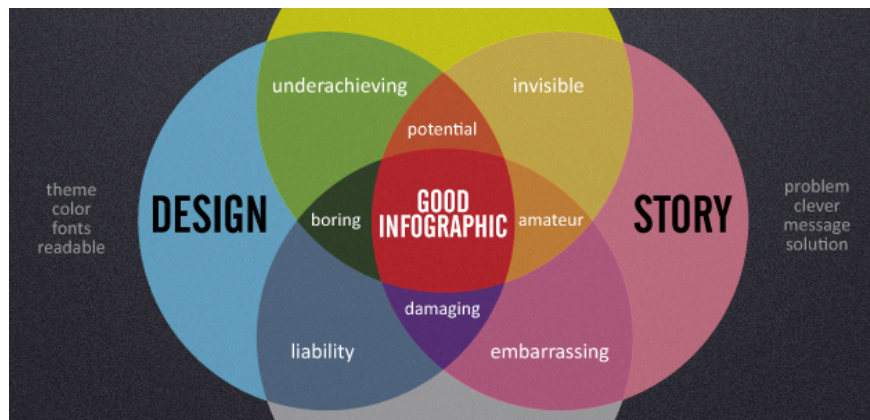 underachieving
invisible
potential
theme
color
fonts
readable
DESIGN
boring
GOOD
INFOGRAPHIC
amateur
STORY
problem
clever
message
solution
damaging
liability
embarrassing